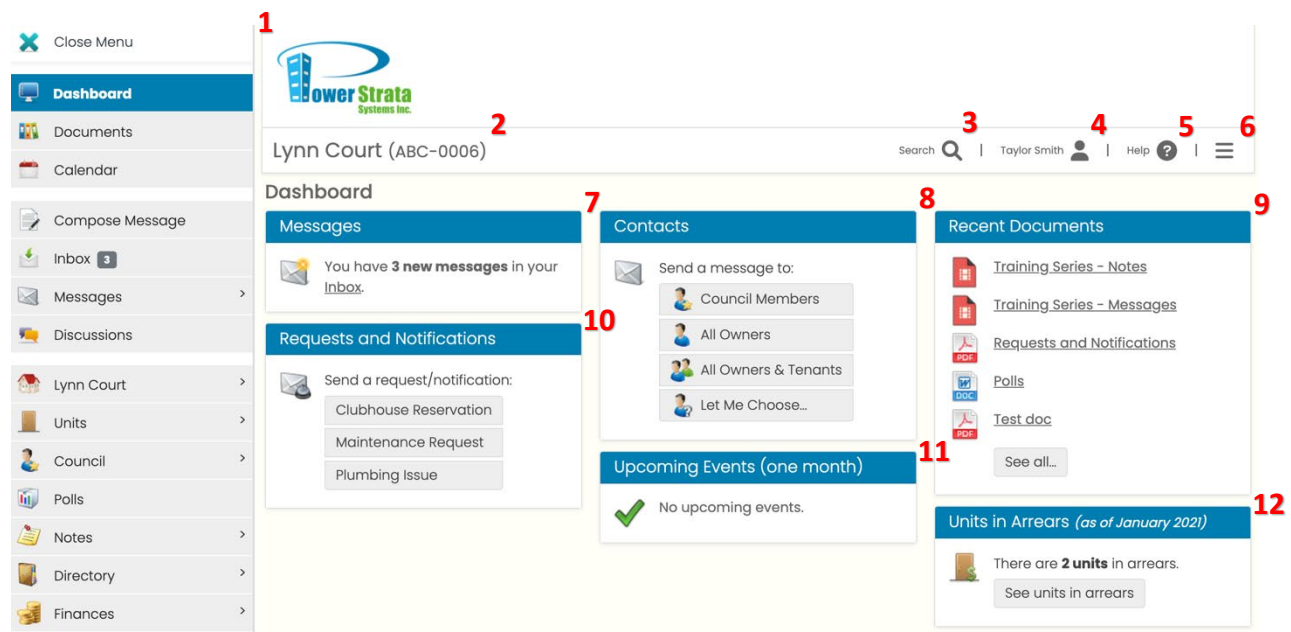 Close Menu
Dashboard
Documents
Calendar
Compose Message
Inbox 3
Messages
Discussions
Lynn Court
Units
Council
Polls
Notes
Directory
Finances
1
ower Strata
Systems Inc.
2
Lynn Court (ABC-0006)
3
4
5
6
Search | Taylor Smith | Help ? |
Dashboard
7
Messages
You have 3 new messages in your
Inbox.
10
Requests and Notifications
Send a request/notification:
Clubhouse Reservation
Maintenance Request
Plumbing Issue
8
Contacts
Send a message to:
Council Members
All Owners
All Owners & Tenants
Let Me Choose...
11
Upcoming Events (one month)
No upcoming events.
9
Recent Documents
Training Series - Notes
Training Series - Messages
PDF Requests and Notifications
W DOC Polls
PDF Test doc
See all...
12
Units in Arrears (as of January 2021)
There are 2 units in arrears.
See units in arrears